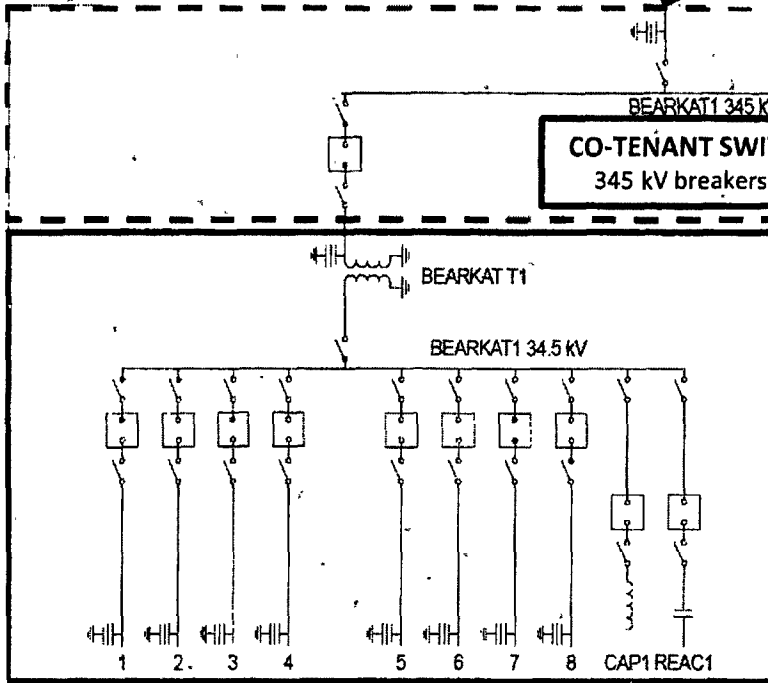 BEARKAT1 345 k
CO-TENANT SWI
345 kV breakers
BEARKAT T1
BEARKAT1 34.5 kV
1 2 3 4 5 6 7 8 CAP1 REAC1